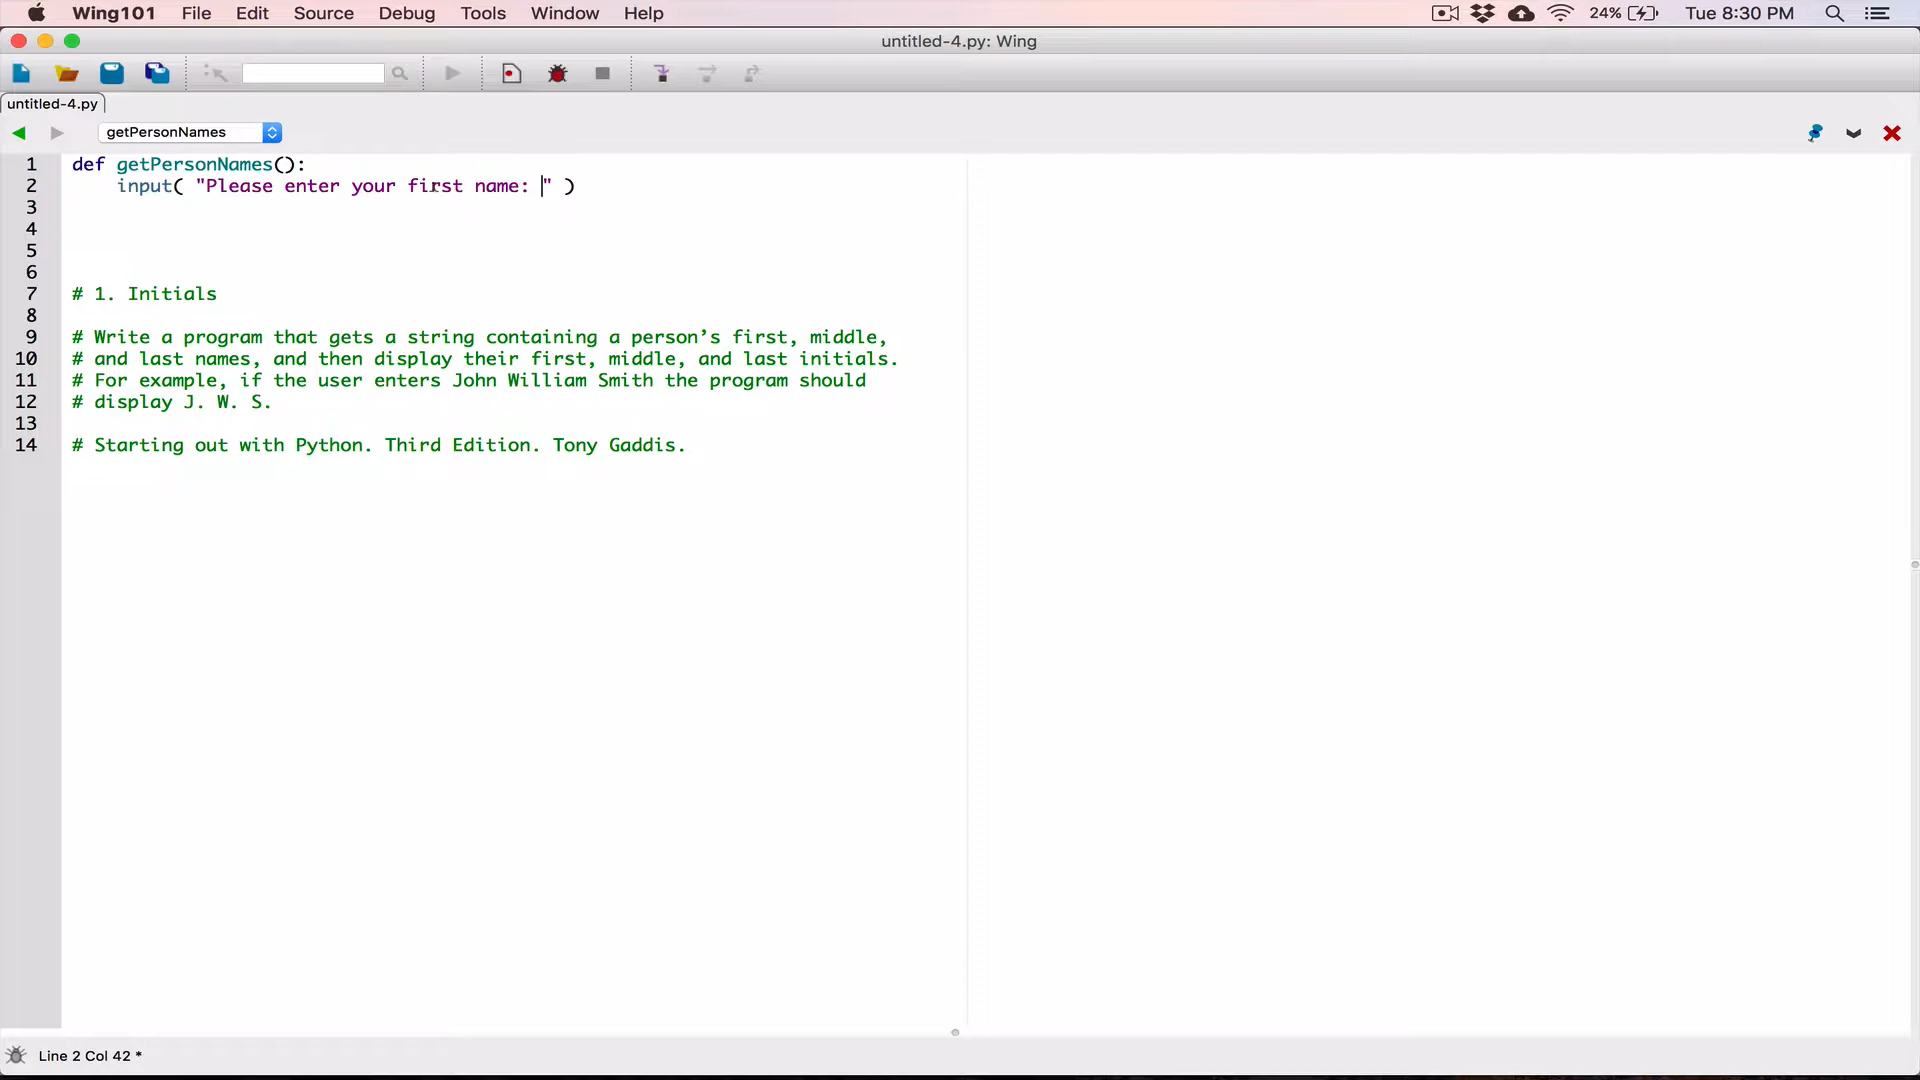 Wing101 File Edit Source Debug Tools Window Help 24% Tue 8:30 PM
untitled-4.py: Wing
untitled-4.py
getPersonNames
1 def getPersonNames():
2 input( "Please enter your first name: " )
3
4
5
6
7 # 1. Initials
8
9 # Write a program that gets a string containing a person’s first, middle,
10 # and last names, and then display their first, middle, and last initials.
11 # For example, if the user enters John William Smith the program should
12 # display J. W. S.
13
14 # Starting out with Python. Third Edition. Tony Gaddis.
Line 2 Col 42 *